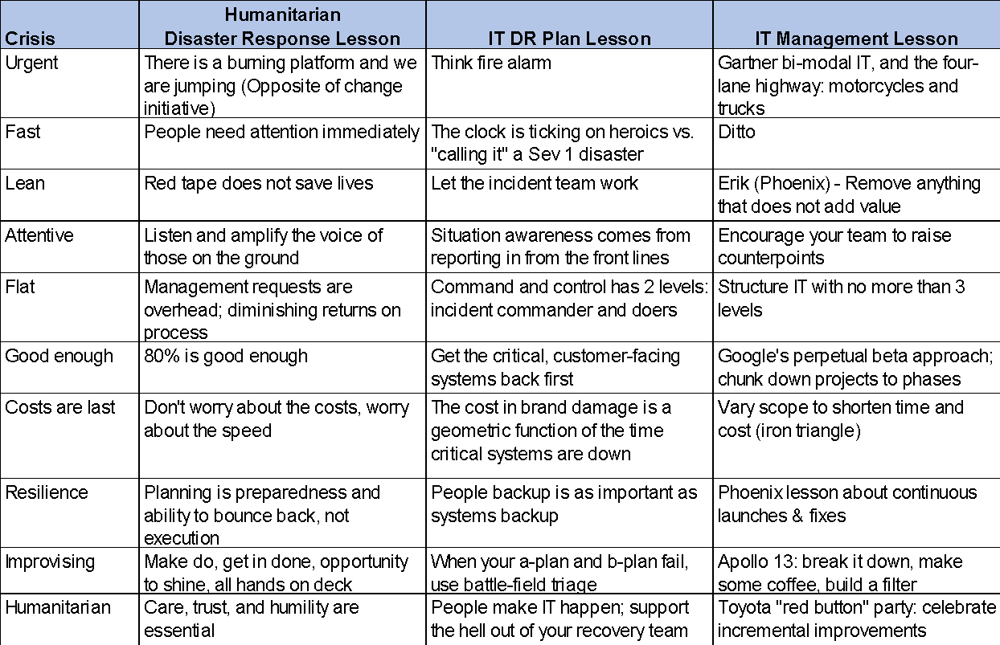 Humanitarian
Crisis Disaster Response Lesson IT DR Plan Lesson IT Management Lesson
Urgent There is a burning platform and we Think fire alarm Gartner bi-modal IT, and the four-
are jumping (Opposite of change lane highway: motorcycles and
initiative) trucks
Fast People need attention immediately The clock is ticking on heroics vs. Ditto
"calling it" a Sev 1 disaster
Lean Red tape does not save lives Let the incident team work Erik (Phoenix) - Remove anything
that does not add value
Attentive Listen and amplify the voice of Situation awareness comes from Encourage your team to raise
those on the ground reporting in from the front lines counterpoints
Flat Management requests are Command and control has 2 levels: Structure IT with no more than 3
overhead; diminishing returns on incident commander and doers levels
process
Good enough 80% is good enough Get the critical, customer-facing Google's perpetual beta approach;
systems back first chunk down projects to phases
Costs are last Don't worry about the costs, worry The cost in brand damage is a Vary scope to shorten time and
about the speed geometric function of the time cost (iron triangle)
critical systems are down
Resilience Planning is preparedness and People backup is as important as Phoenix lesson about continuous
ability to bounce back, not systems backup launches & fixes
execution
Improvising Make do, get in done, opportunity When your a-plan and b-plan fail, Apollo 13: break it down, make
to shine, all hands on deck use battle-field triage some coffee, build a filter
Humanitarian Care, trust, and humility are People make IT happen; support Toyota "red button" party: celebrate
essential the hell out of your recovery team incremental improvements